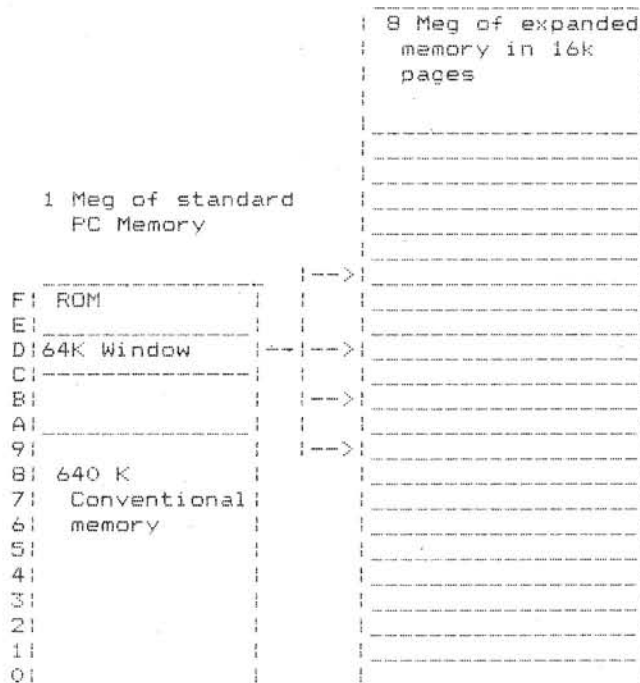 8 Meg of expanded
memory in 16k
pages
1 Meg of standard
PC Memory
F ROM
E
D 64K Window
C
B
A
9
8 640 K
7 Conventional
6 memory
5
4
3
2
1
0